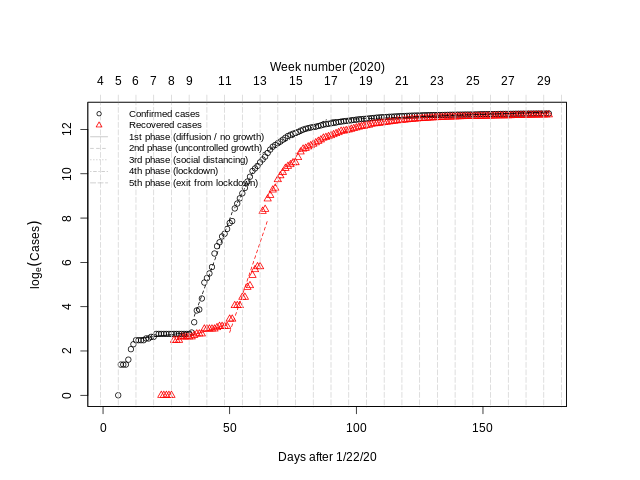 Week number (2020)
4 5 6 7 8 9 11 13 15 17 19 21 23 25 27 29
Confirmed cases
Recovered cases
1st phase (diffusion / no growth)
2nd phase (uncontrolled growth)
3rd phase (social distancing)
4th phase (lockdown)
5th phase (exit from lockdown)
12
10
8
6
4
2
0
logₑ(Cases)
0 50 100 150
Days after 1/22/20